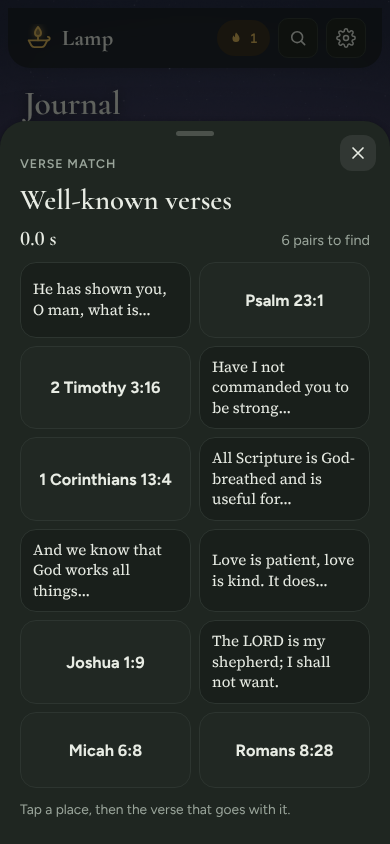 Lamp
1
Journal
VERSE MATCH
Well-known verses
0.0 s
6 pairs to find
He has shown you,
O man, what is...
Psalm 23:1
2 Timothy 3:16
Have I not
commanded you to
be strong...
1 Corinthians 13:4
All Scripture is God-
breathed and is
useful for...
And we know that
God works all
things...
Love is patient, love
is kind. It does...
Joshua 1:9
The LORD is my
shepherd; I shall
not want.
Micah 6:8
Romans 8:28
Tap a place, then the verse that goes with it.